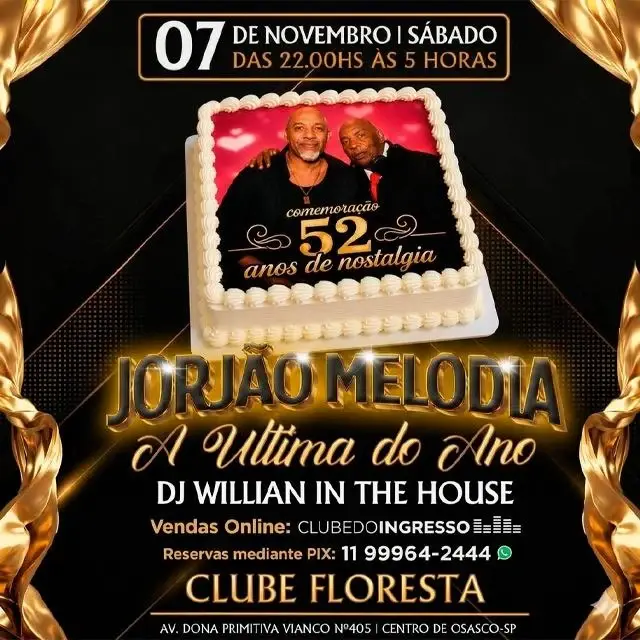 07 DE NOVEMBRO | SÁBADO
DAS 22.00HS ÀS 5 HORAS
comemoração
52
anos de nostalgia
JORJÃO MELODIA
A Ultima do Ano
DJ WILLIAN IN THE HOUSE
Vendas Online: CLUBEDOINGRESSO
Reservas mediante PIX: 11 99964-2444
CLUBE FLORESTA
AV. DONA PRIMITIVA VIANCO Nº405 | CENTRO DE OSASCO-SP